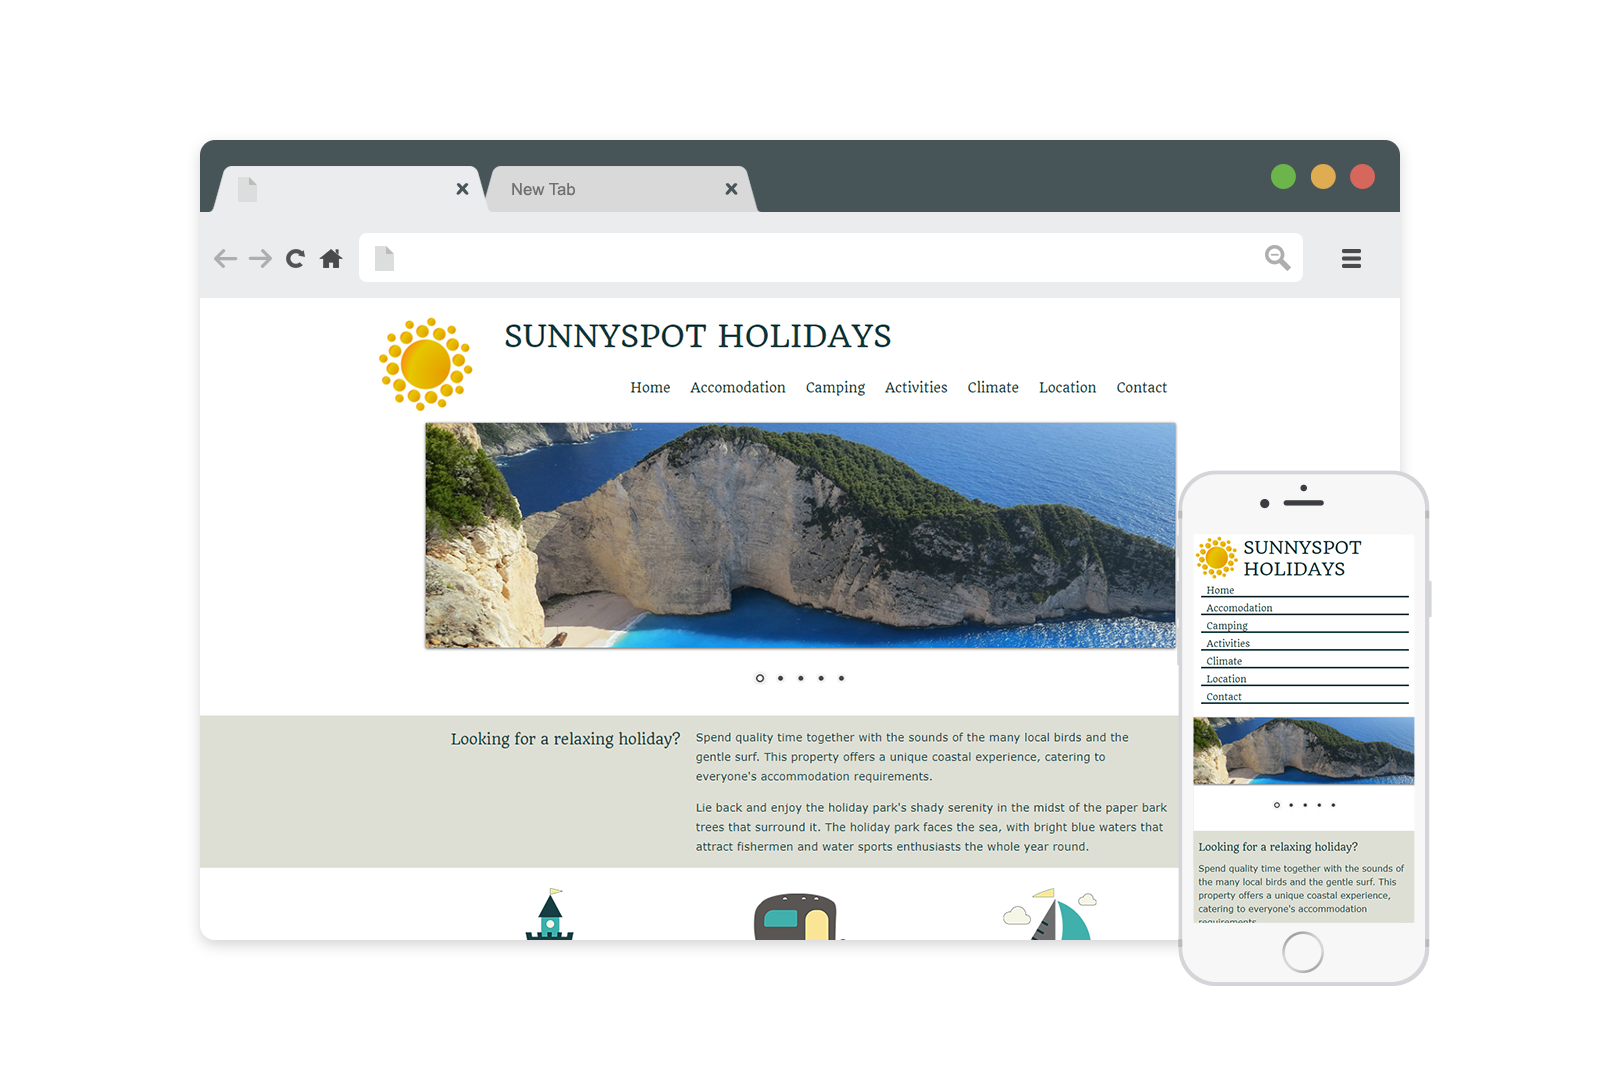 New Tab
SUNNYSPOT HOLIDAYS
Home Accomodation Camping Activities Climate Location Contact
Looking for a relaxing holiday?
Spend quality time together with the sounds of the many local birds and the
gentle surf. This property offers a unique coastal experience, catering to
everyone's accommodation requirements.
Lie back and enjoy the holiday park's shady serenity in the midst of the paper bark
trees that surround it. The holiday park faces the sea, with bright blue waters that
attract fishermen and water sports enthusiasts the whole year round.
SUNNYSPOT
HOLIDAYS
Home
Accomodation
Camping
Activities
Climate
Location
Contact
Looking for a relaxing holiday?
Spend quality time together with the sounds of
the many local birds and the gentle surf. This
property offers a unique coastal experience,
catering to everyone's accommodation
requirements